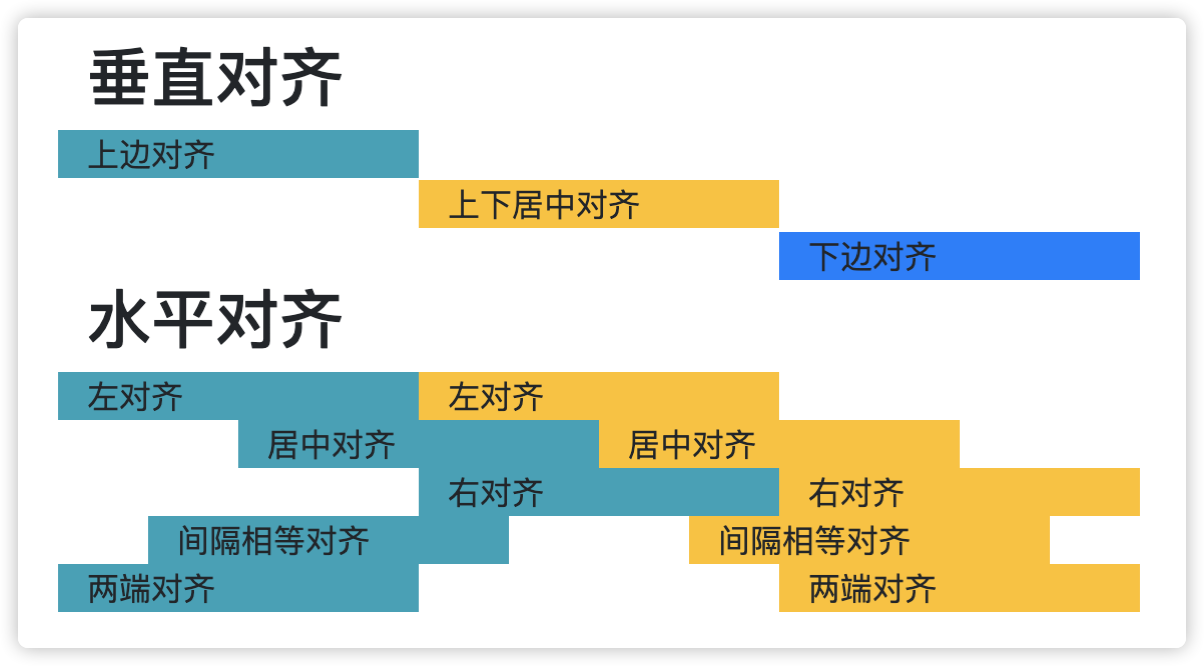 垂直对齐
上边对齐
上下居中对齐
下边对齐
水平对齐
左对齐 左对齐
居中对齐 居中对齐
右对齐 右对齐
间隔相等对齐 间隔相等对齐
两端对齐 两端对齐